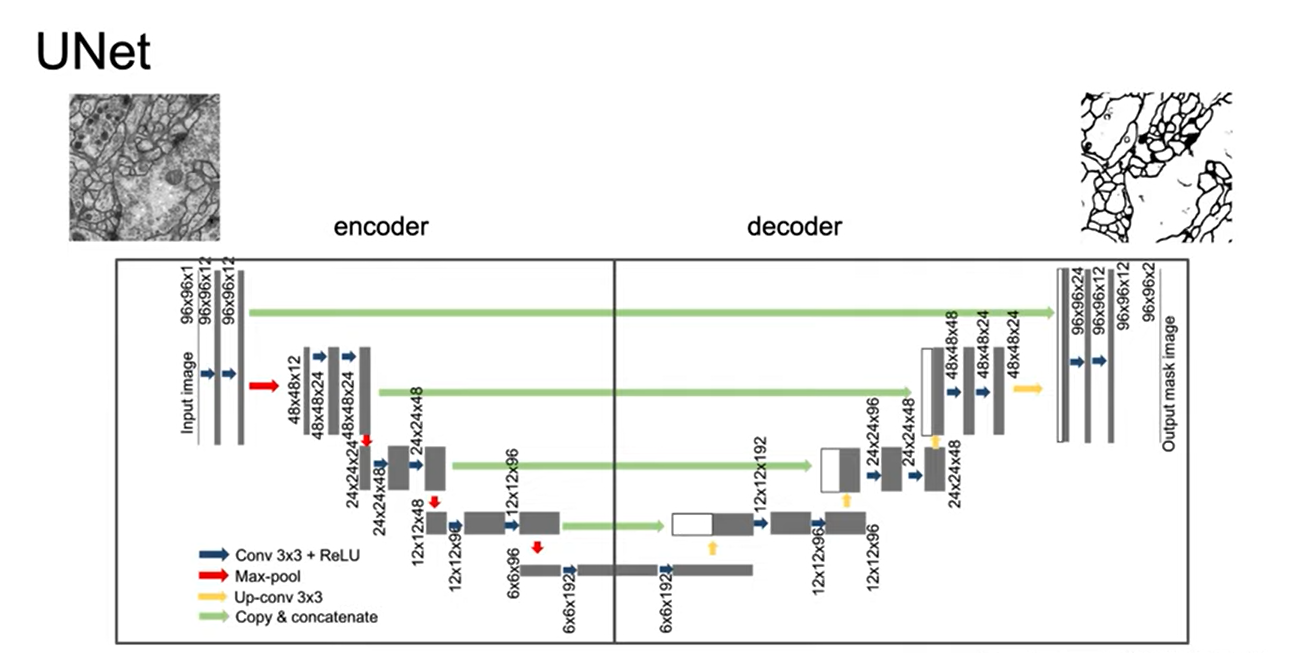 UNet
encoder
decoder
Input image
96x96x1
96x96x12
96x96x12
48x48x12
48x48x24
48x48x24
24x24x24
24x24x48
24x24x48
12x12x48
12x12x96
12x12x96
6x6x96
6x6x192
6x6x192
12x12x192
12x12x96
12x12x96
24x24x96
24x24x48
24x24x48
48x48x48
48x48x24
48x48x24
96x96x24
96x96x12
96x96x12
96x96x2
Output mask image
Conv 3x3 + ReLU
Max-pool
Up-conv 3x3
Copy & concatenate